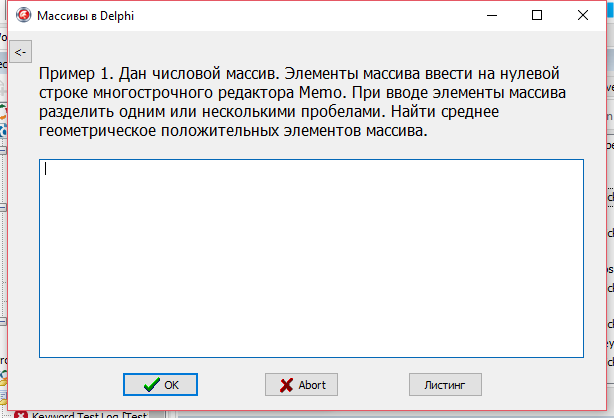 Массивы в Delphi
<-
Пример 1. Дан числовой массив. Элементы массива ввести на нулевой
строке многострочного редактора Memo. При вводе элементы массива
разделить одним или несколькими пробелами. Найти среднее
геометрическое положительных элементов массива.
OK
Abort
Листинг
Keyword Test Log [Test